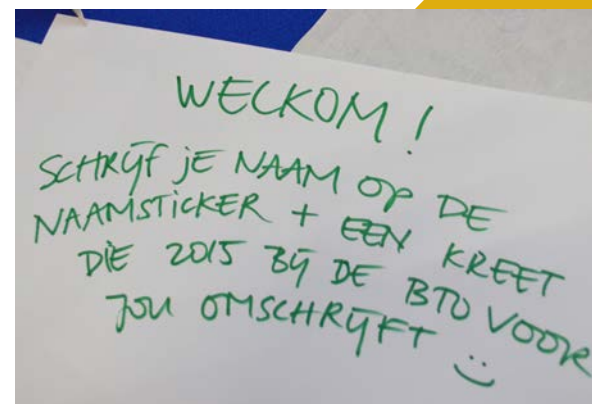 WELKOM!
SCHRIJF jE NAAM OP DE
NAAMSTICKER + EEN KREET
DIE 2015 BIJ DE BTO VOOR
JOU OMSCHRIJFT :)